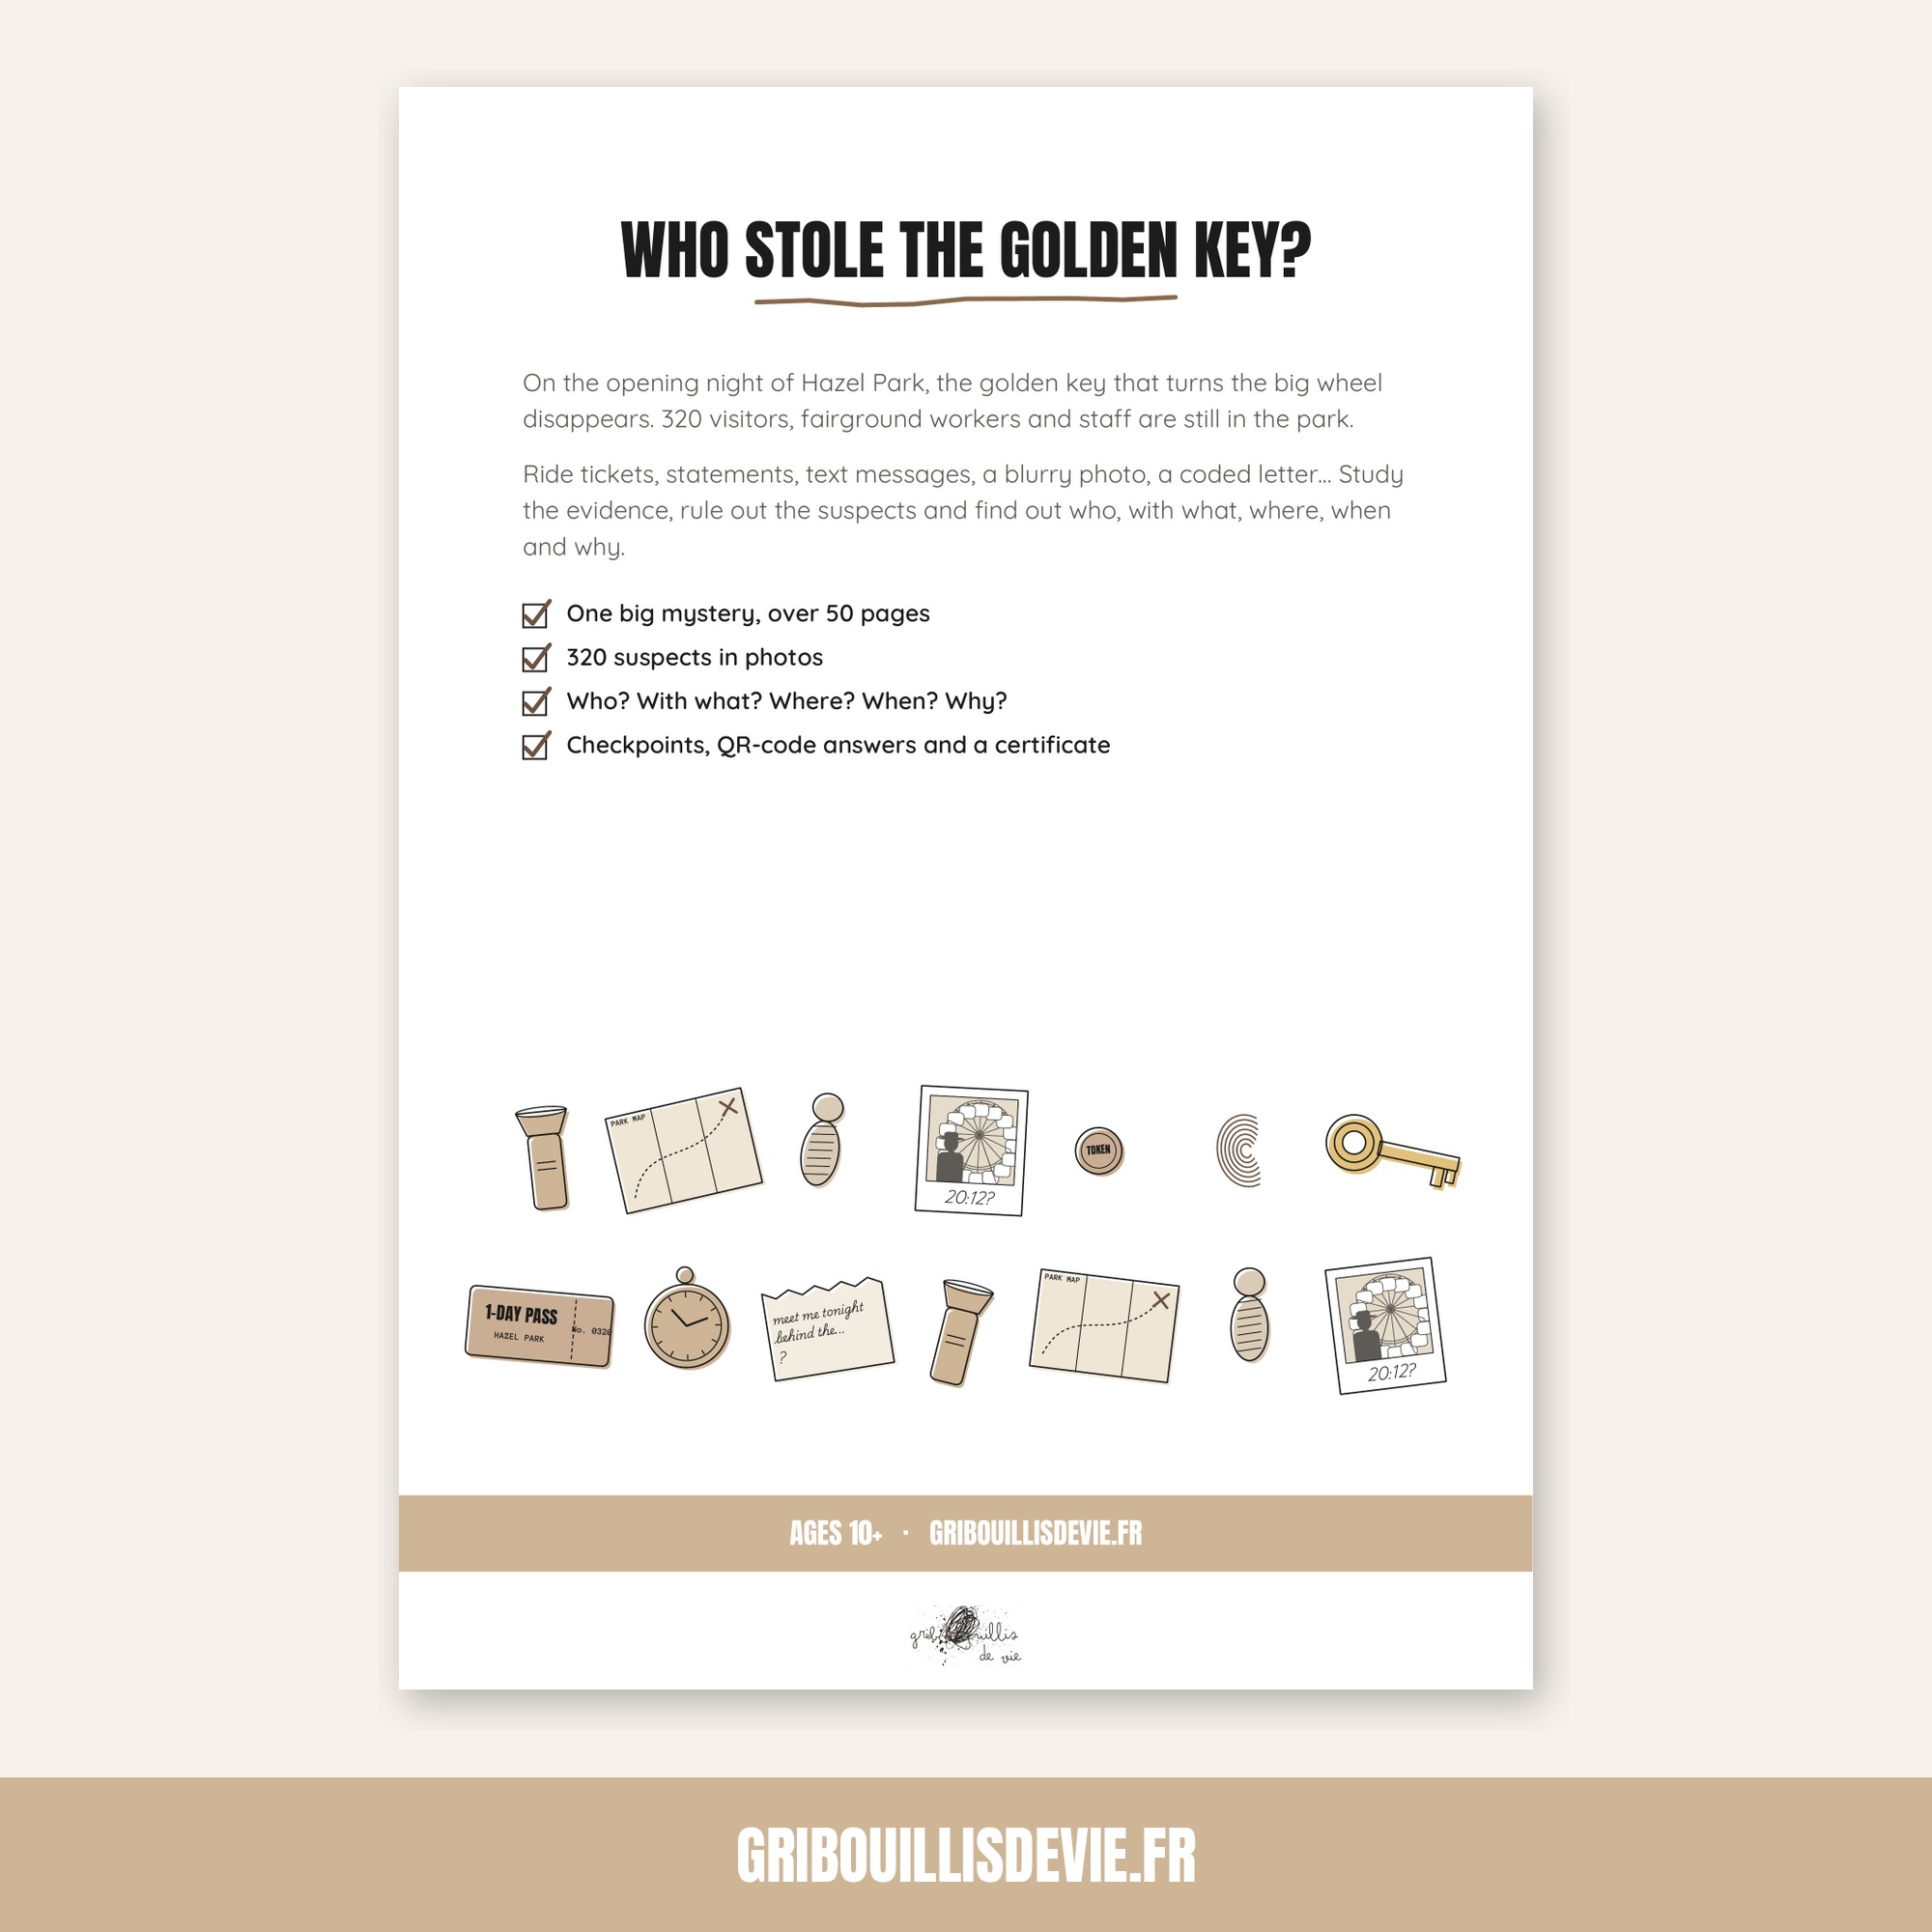 WHO STOLE THE GOLDEN KEY?
On the opening night of Hazel Park, the golden key that turns the big wheel
disappears. 320 visitors, fairground workers and staff are still in the park.
Ride tickets, statements, text messages, a blurry photo, a coded letter... Study
the evidence, rule out the suspects and find out who, with what, where, when
and why.
One big mystery, over 50 pages
320 suspects in photos
Who? With what? Where? When? Why?
Checkpoints, QR-code answers and a certificate
PARK MAP
20:12?
TOKEN
1-DAY PASS
HAZEL PARK
No. 0320
meet me tonight
behind the...
?
PARK MAP
20:12?
AGES 10+ · GRIBOUILLISDEVIE.FR
gribouillis
de vie
GRIBOUILLISDEVIE.FR